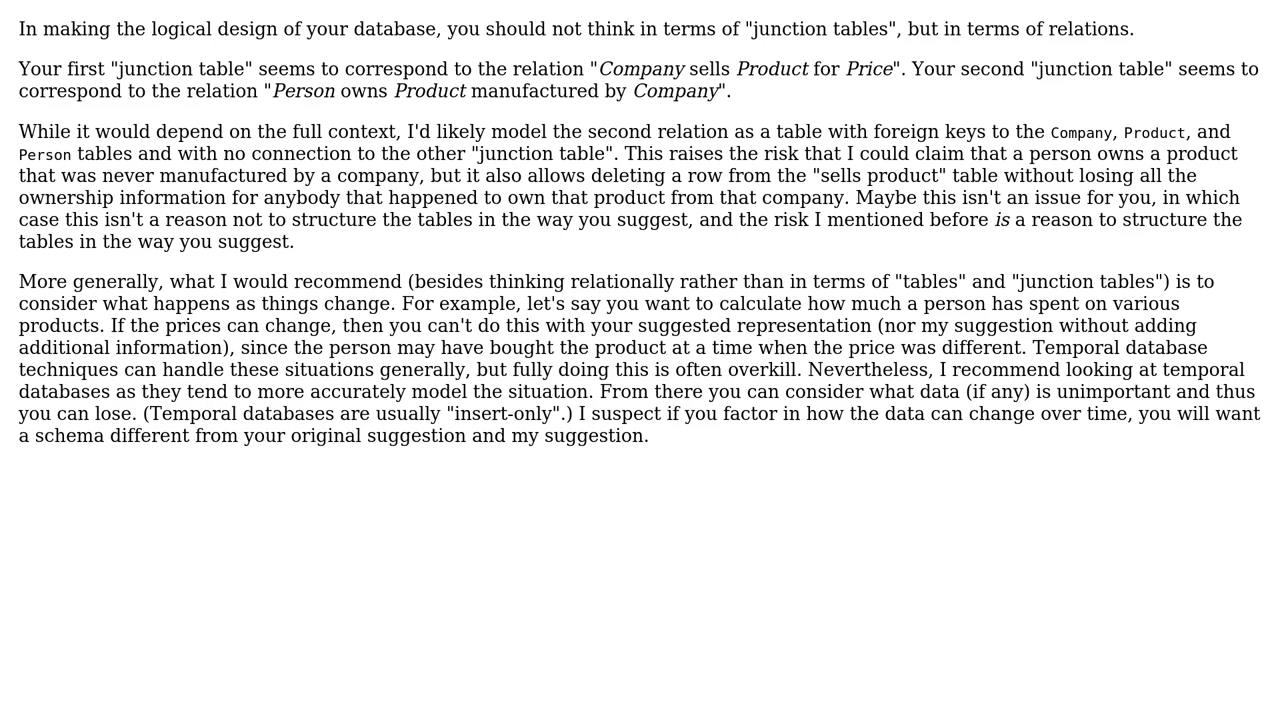 In making the logical design of your database, you should not think in terms of "junction tables", but in terms of relations.
Your first "junction table" seems to correspond to the relation "Company sells Product for Price". Your second "junction table" seems to
correspond to the relation "Person owns Product manufactured by Company".
While it would depend on the full context, I'd likely model the second relation as a table with foreign keys to the Company, Product, and
Person tables and with no connection to the other "junction table". This raises the risk that I could claim that a person owns a product
that was never manufactured by a company, but it also allows deleting a row from the "sells product" table without losing all the
ownership information for anybody that happened to own that product from that company. Maybe this isn't an issue for you, in which
case this isn't a reason not to structure the tables in the way you suggest, and the risk I mentioned before is a reason to structure the
tables in the way you suggest.
More generally, what I would recommend (besides thinking relationally rather than in terms of "tables" and "junction tables") is to
consider what happens as things change. For example, let's say you want to calculate how much a person has spent on various
products. If the prices can change, then you can't do this with your suggested representation (nor my suggestion without adding
additional information), since the person may have bought the product at a time when the price was different. Temporal database
techniques can handle these situations generally, but fully doing this is often overkill. Nevertheless, I recommend looking at temporal
databases as they tend to more accurately model the situation. From there you can consider what data (if any) is unimportant and thus
you can lose. (Temporal databases are usually "insert-only".) I suspect if you factor in how the data can change over time, you will want
a schema different from your original suggestion and my suggestion.